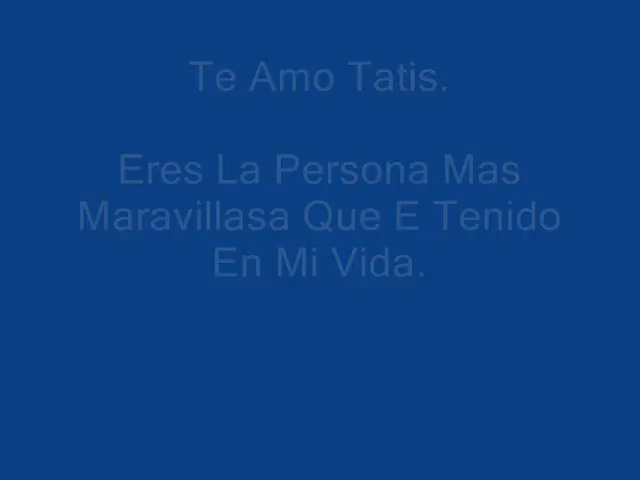 Te Amo Tatis.
Eres La Persona Mas
Maravillasa Que E Tenido
En Mi Vida.